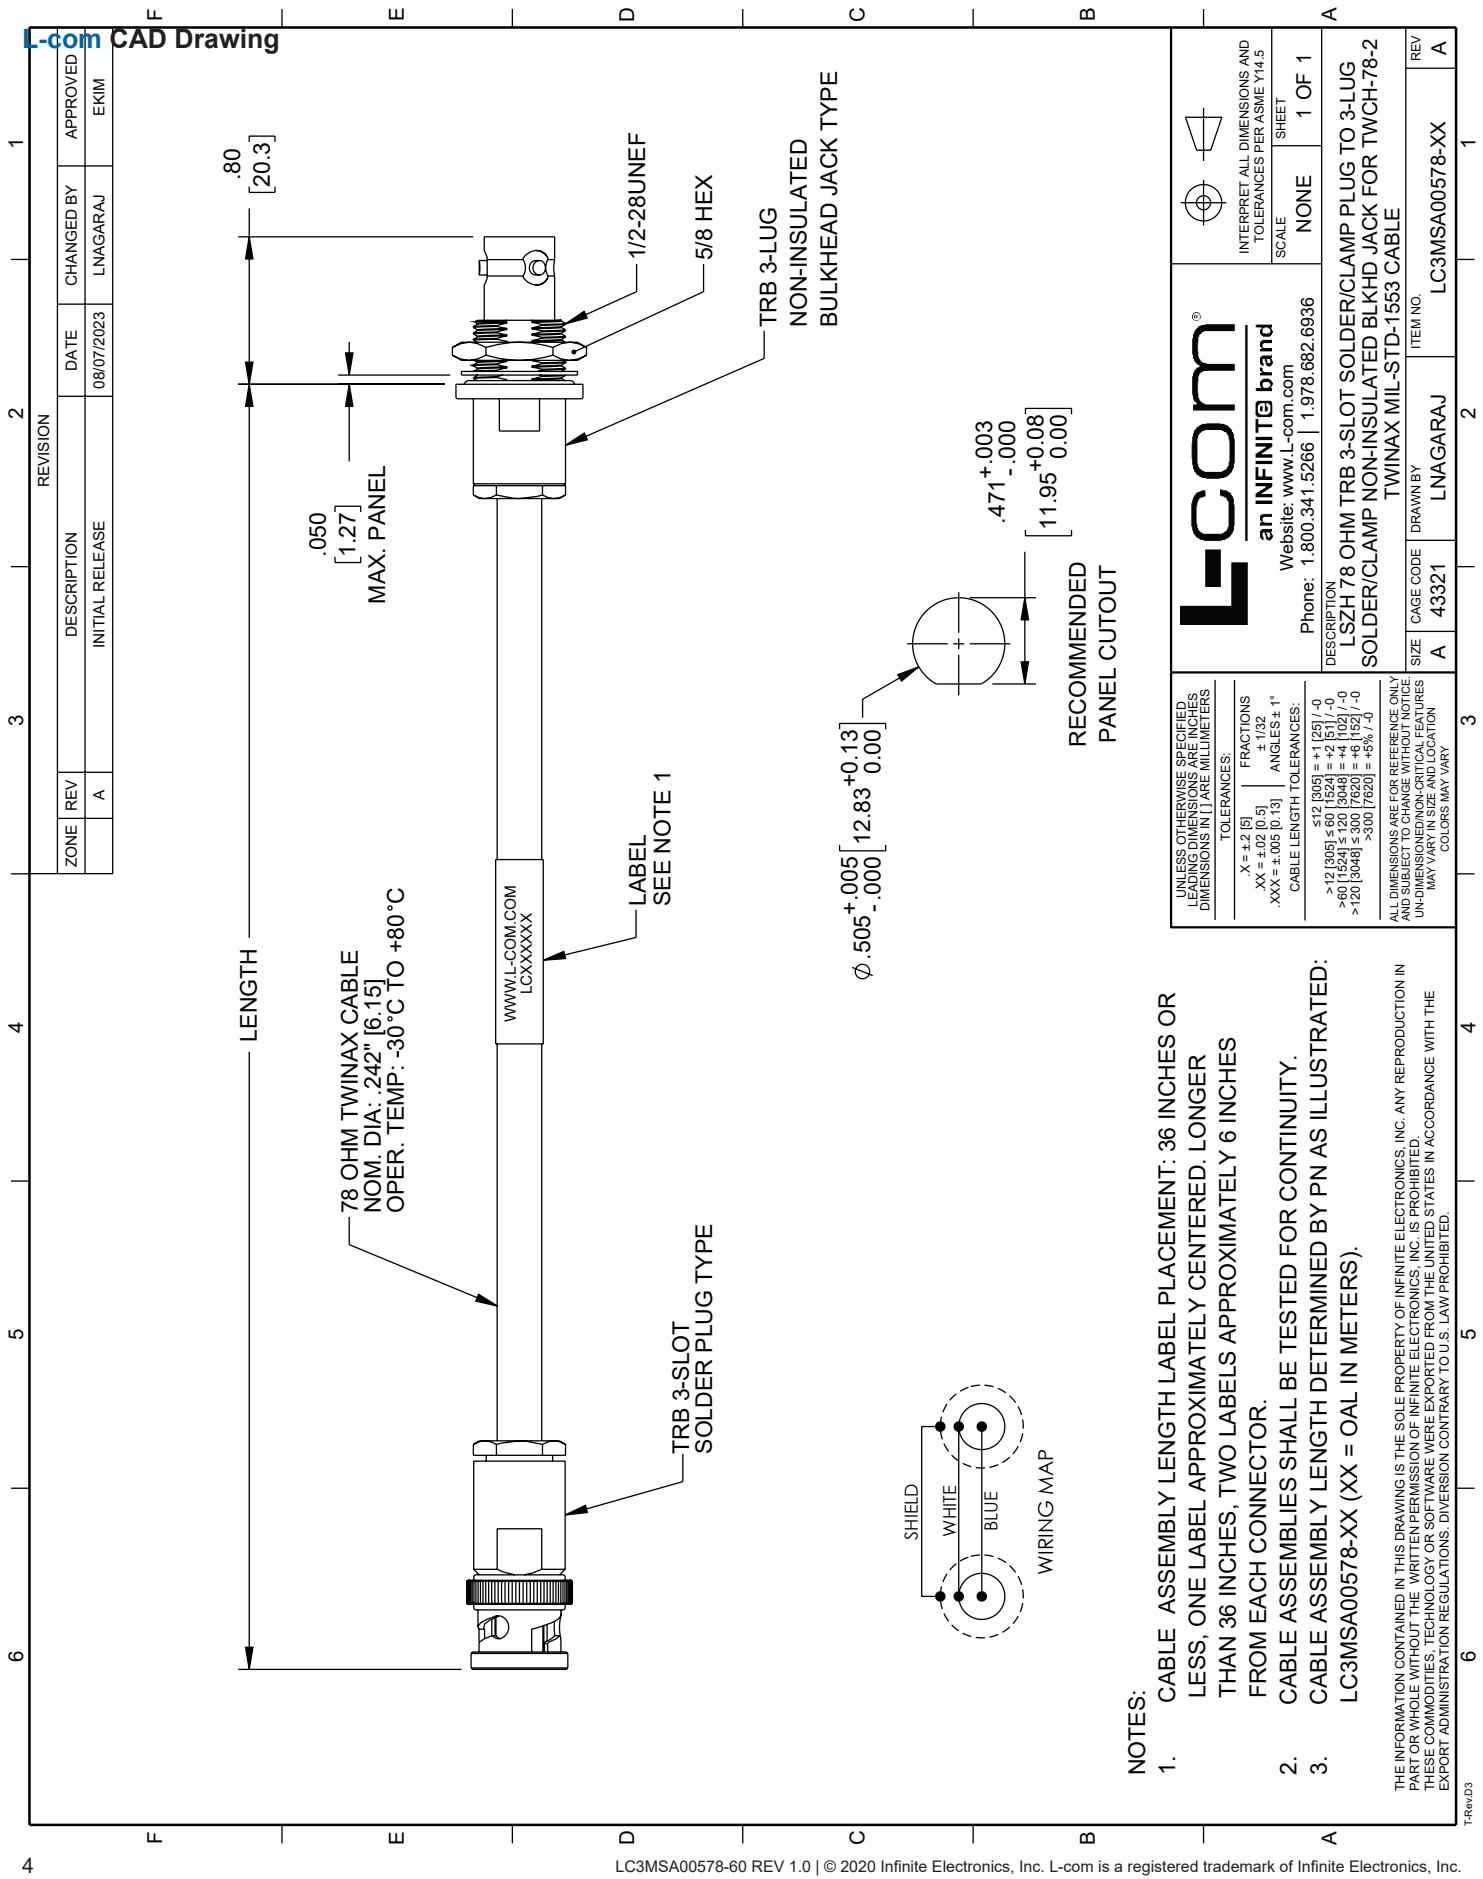 L-com CAD Drawing
F
E
D
C
B
A
1
2
3
4
5
6
REVISION
ZONE
REV
DESCRIPTION
DATE
CHANGED BY
APPROVED
A
INITIAL RELEASE
08/07/2023
LNAGARAJ
EKIM
LENGTH
.80
[20.3]
.050
[1.27]
MAX. PANEL
78 OHM TWINAX CABLE
NOM. DIA: .242" [6.15]
OPER. TEMP: -30°C TO +80°C
WWW.L-COM.COM
LCXXXXXX
1/2-28UNEF
5/8 HEX
TRB 3-LUG
NON-INSULATED
BULKHEAD JACK TYPE
LABEL
SEE NOTE 1
TRB 3-SLOT
SOLDER PLUG TYPE
∅.505 +.005 -.000 [12.83 +0.13 0.00]
.471 +.003 -.000
[11.95 +0.08 0.00]
RECOMMENDED
PANEL CUTOUT
SHIELD
WHITE
BLUE
WIRING MAP
NOTES:
1. CABLE ASSEMBLY LENGTH LABEL PLACEMENT: 36 INCHES OR
LESS, ONE LABEL APPROXIMATELY CENTERED. LONGER
THAN 36 INCHES, TWO LABELS APPROXIMATELY 6 INCHES
FROM EACH CONNECTOR.
2. CABLE ASSEMBLIES SHALL BE TESTED FOR CONTINUITY.
3. CABLE ASSEMBLY LENGTH DETERMINED BY PN AS ILLUSTRATED:
LC3MSA00578-XX (XX = OAL IN METERS).
THE INFORMATION CONTAINED IN THIS DRAWING IS THE SOLE PROPERTY OF INFINITE ELECTRONICS, INC. ANY REPRODUCTION IN
PART OR WHOLE WITHOUT THE WRITTEN PERMISSION OF INFINITE ELECTRONICS, INC. IS PROHIBITED.
THESE COMMODITIES, TECHNOLOGY OR SOFTWARE WERE EXPORTED FROM THE UNITED STATES IN ACCORDANCE WITH THE
EXPORT ADMINISTRATION REGULATIONS. DIVERSION CONTRARY TO U.S. LAW PROHIBITED.
UNLESS OTHERWISE SPECIFIED
LEADING DIMENSIONS ARE INCHES
DIMENSIONS IN [ ] ARE MILLIMETERS
TOLERANCES:
.X = ±.2 [5]
.XX = ±.02 [0.5]
.XXX = ±.005 [0.13]
FRACTIONS
± 1/32
ANGLES ± 1°
CABLE LENGTH TOLERANCES:
≤12 [305] = +1 [25] / -0
>12 [305] ≤ 60 [1524] = +2 [51] / -0
>60 [1524] ≤ 120 [3048] = +4 [102] / -0
>120 [3048] ≤ 300 [7620] = +6 [152] / -0
>300 [7620] = +5% / -0
ALL DIMENSIONS ARE FOR REFERENCE ONLY
AND SUBJECT TO CHANGE WITHOUT NOTICE.
UN-DIMENSIONED/NON-CRITICAL FEATURES
MAY VARY IN SIZE AND LOCATION
COLORS MAY VARY
L-com®
an INFINITE brand
Website: www.L-com.com
Phone: 1.800.341.5266 | 1.978.682.6936
INTERPRET ALL DIMENSIONS AND
TOLERANCES PER ASME Y14.5
SCALE
NONE
SHEET
1 OF 1
DESCRIPTION
LSZH 78 OHM TRB 3-SLOT SOLDER/CLAMP PLUG TO 3-LUG
SOLDER/CLAMP NON-INSULATED BLKHD JACK FOR TWCH-78-2
TWINAX MIL-STD-1553 CABLE
SIZE
A
CAGE CODE
43321
DRAWN BY
LNAGARAJ
ITEM NO.
LC3MSA00578-XX
REV
A
1
2
3
4
5
6
T-Rev.D3
F
E
D
C
B
A
4
LC3MSA00578-60 REV 1.0 | © 2020 Infinite Electronics, Inc. L-com is a registered trademark of Infinite Electronics, Inc.